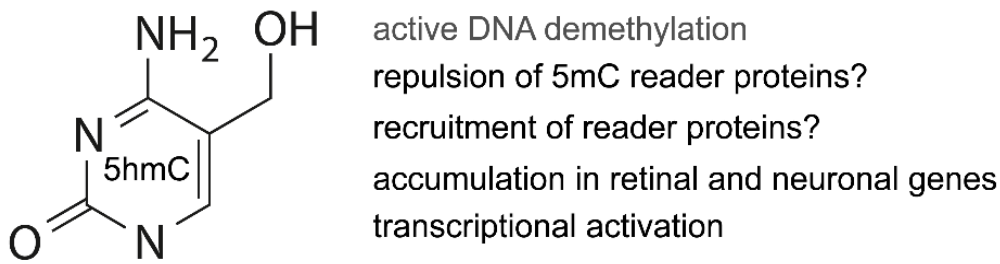 NH2 OH
N
5hmC
O
N
active DNA demethylation
repulsion of 5mC reader proteins?
recruitment of reader proteins?
accumulation in retinal and neuronal genes
transcriptional activation